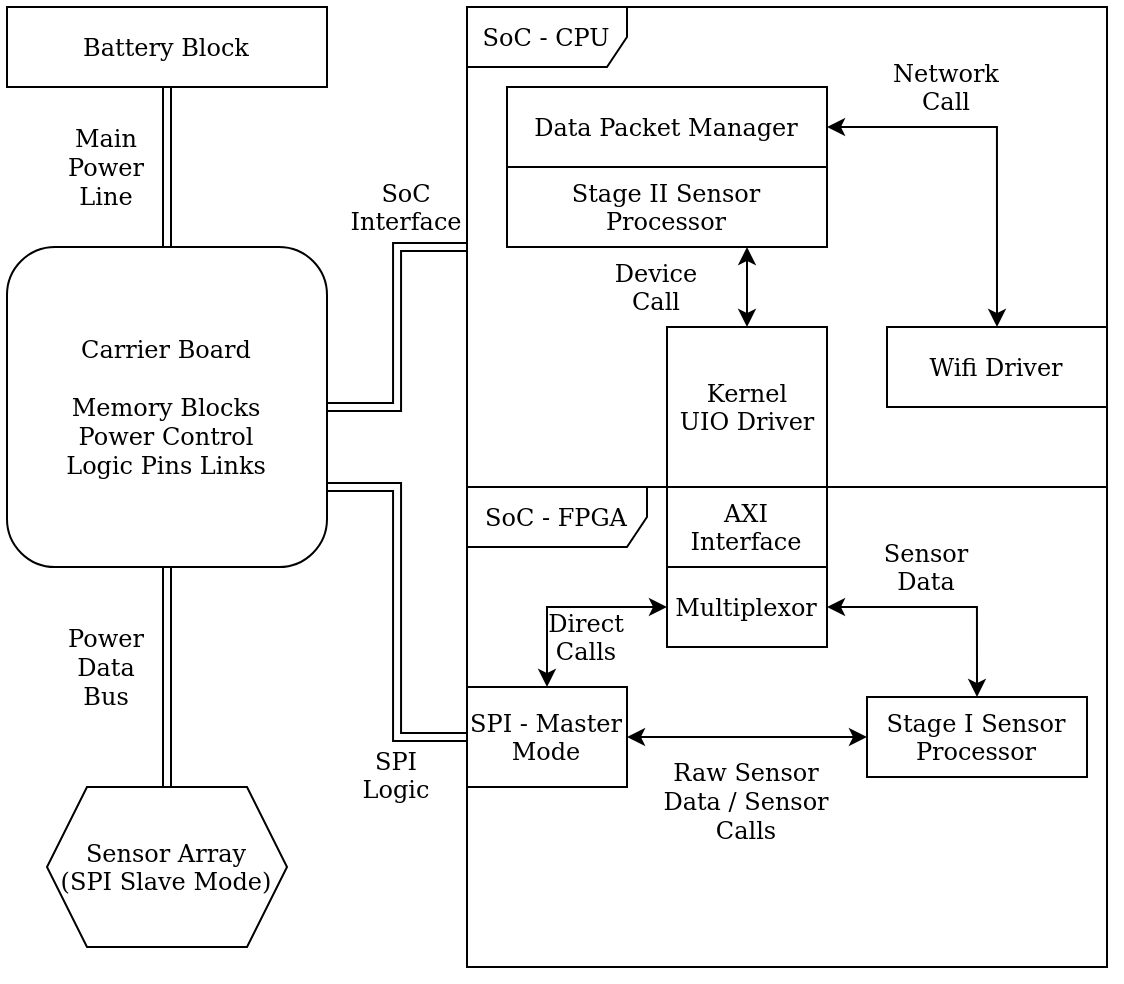 Battery Block
Main
Power
Line
Carrier Board
Memory Blocks
Power Control
Logic Pins Links
Power
Data
Bus
Sensor Array
(SPI Slave Mode)
SoC
Interface
SPI
Logic
SoC - CPU
Data Packet Manager
Stage II Sensor
Processor
Network
Call
Device
Call
Kernel
UIO Driver
Wifi Driver
SoC - FPGA
AXI
Interface
Multiplexor
Sensor
Data
Direct
Calls
SPI - Master
Mode
Stage I Sensor
Processor
Raw Sensor
Data / Sensor
Calls